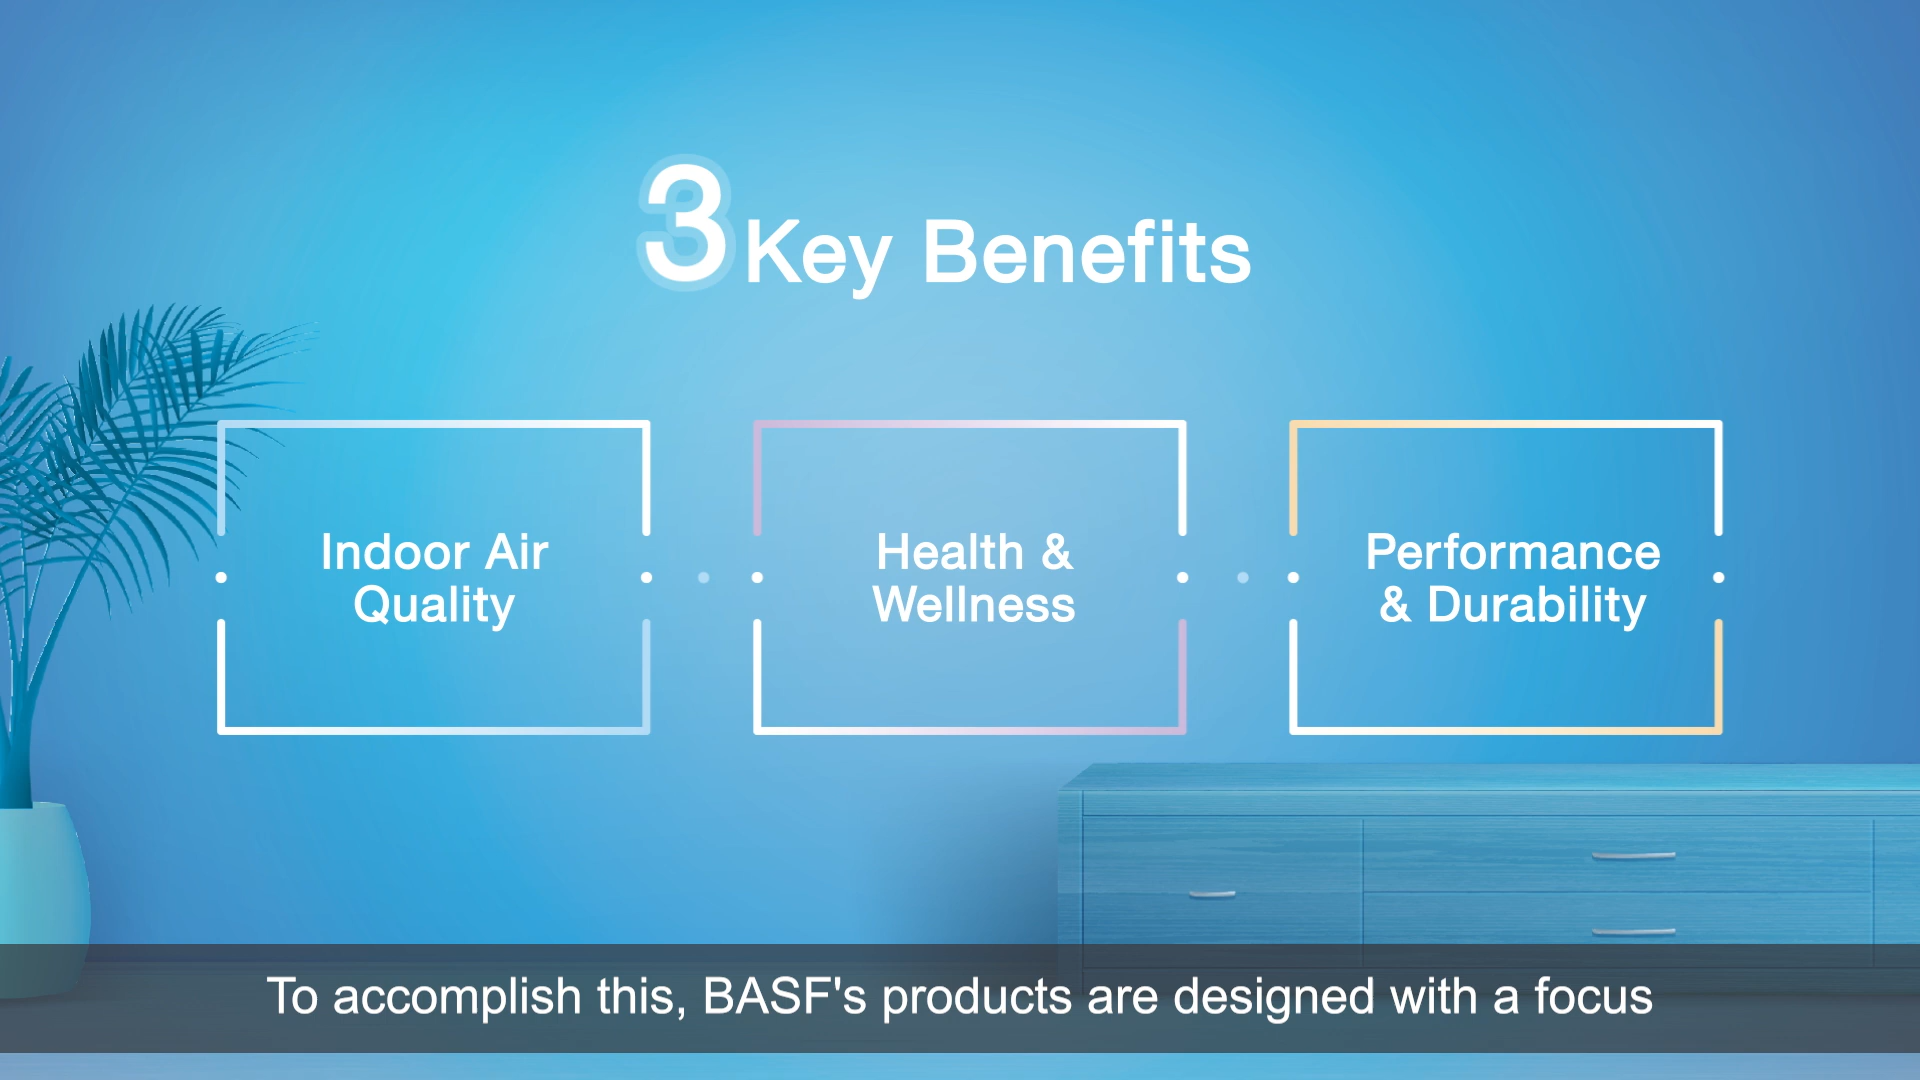 3 Key Benefits
Indoor Air
Quality
Health &
Wellness
Performance
& Durability
To accomplish this, BASF's products are designed with a focus